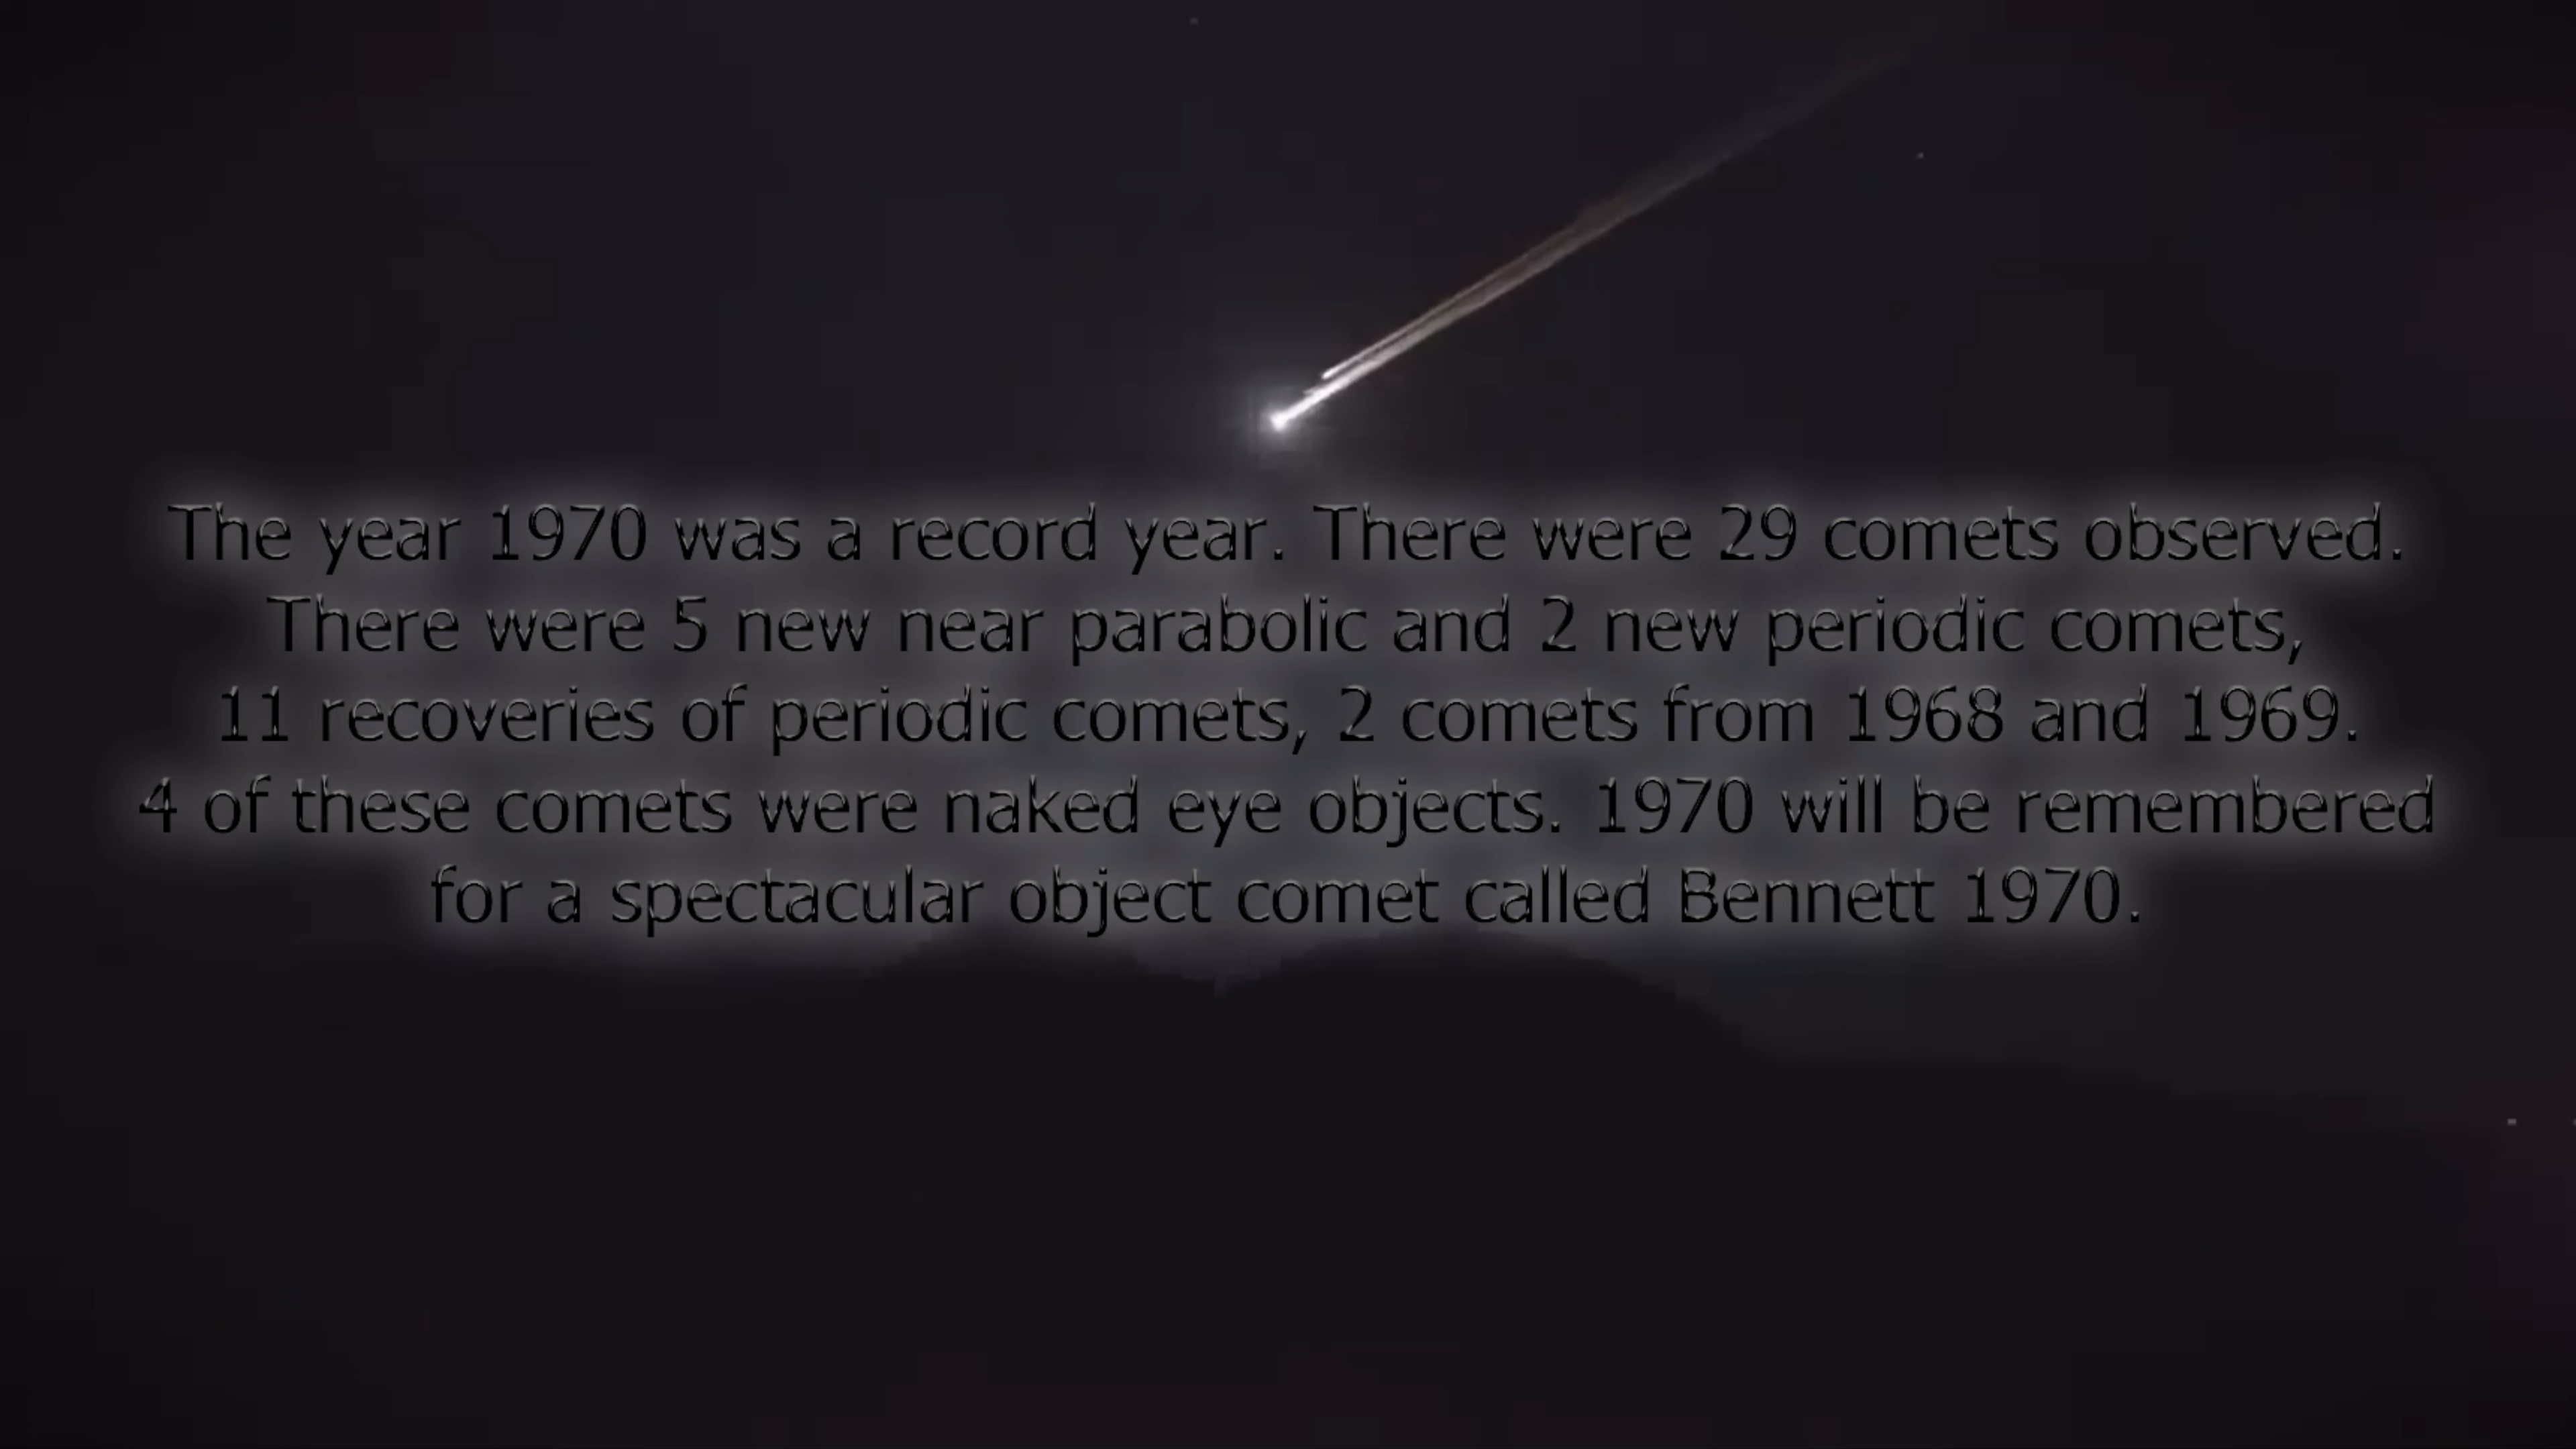 The year 1970 was a record year. There were 29 comets observed.
There were 5 new near parabolic and 2 new periodic comets,
11 recoveries of periodic comets, 2 comets from 1968 and 1969.
4 of these comets were naked eye objects. 1970 will be remembered
for a spectacular object comet called Bennett 1970.